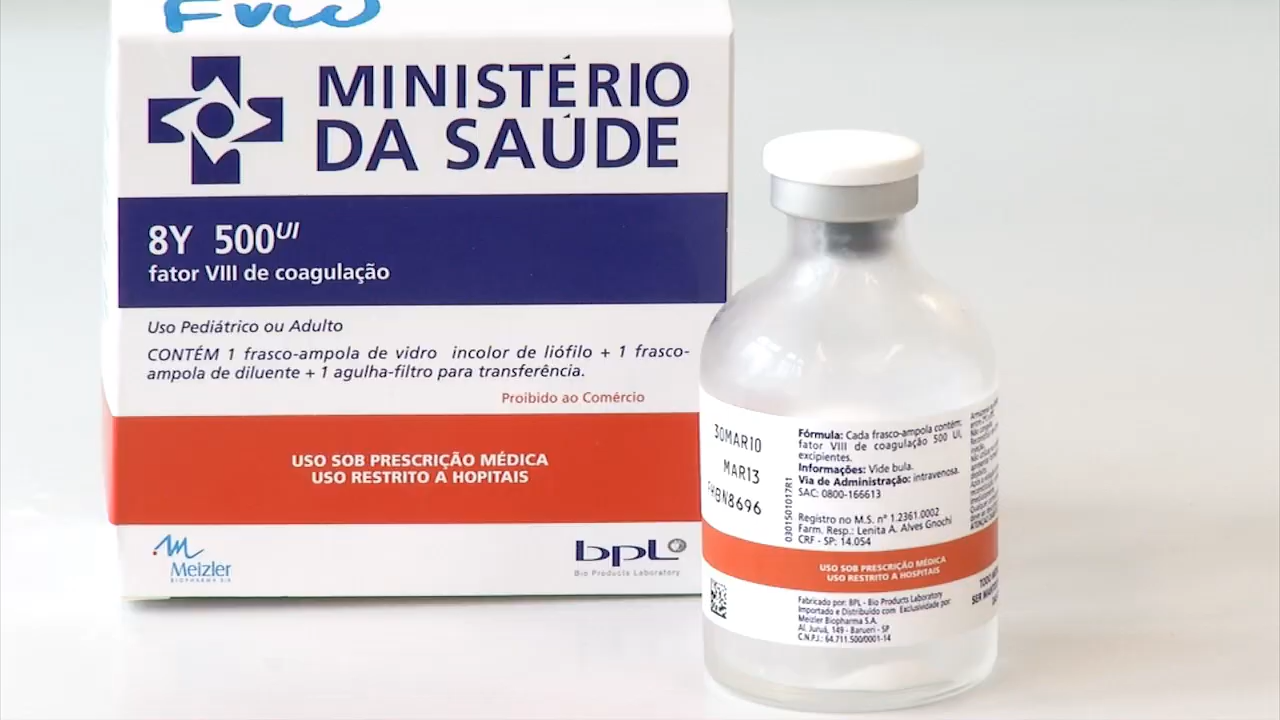 FVW
MINISTÉRIO
DA SAÚDE
8Y 500UI
fator VIII de coagulação
Uso Pediátrico ou Adulto
CONTÉM 1 frasco-ampola de vidro incolor de liófilo + 1 frasco-
ampola de diluente + 1 agulha-filtro para transferência.
Proibido ao Comércio
USO SOB PRESCRIÇÃO MÉDICA
USO RESTRITO A HOPITAIS
Meizler
BIOPHARMA S/A
bpl
Bio Products Laboratory
30MAR10
MAR13
N8696
0301501017R1
Fórmula: Cada frasco-ampola contém:
fator VIII de coagulação 500 UI,
excipientes.
Informações: Vide bula.
Via de Administração: intravenosa.
SAC: 0800-166613
Registro no M.S. nº 1.2361.0002
Farm. Resp.: Lenita A. Alves Gnochi
CRF - SP: 14.054
USO SOB PRESCRIÇÃO MÉDICA
USO RESTRITO A HOSPITAIS
Fabricado por: BPL - Bio Products Laboratory
Importado e Distribuído com Exclusividade por:
Meizler Biopharma S.A.
Al. Juruá, 149 - Barueri - SP
C.N.P.J.: 64.711.500/0001-14
TODO
SER